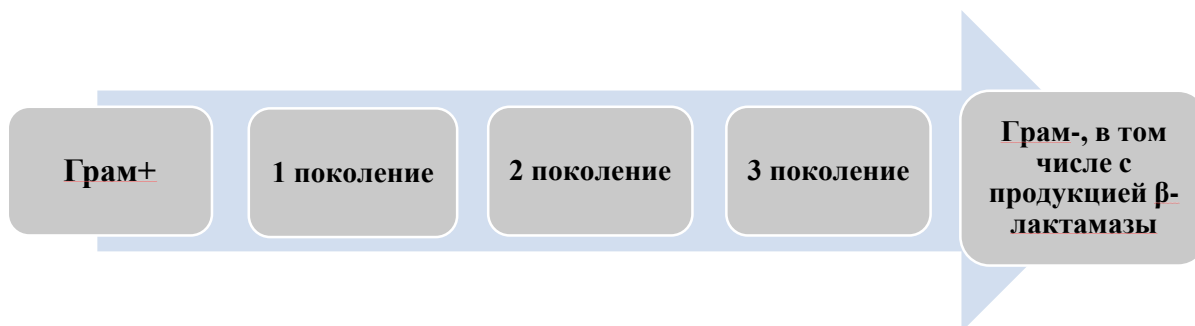 Грам+
1 поколение
2 поколение
3 поколение
Грам-, в том
числе с
продукцией β-
лактамазы